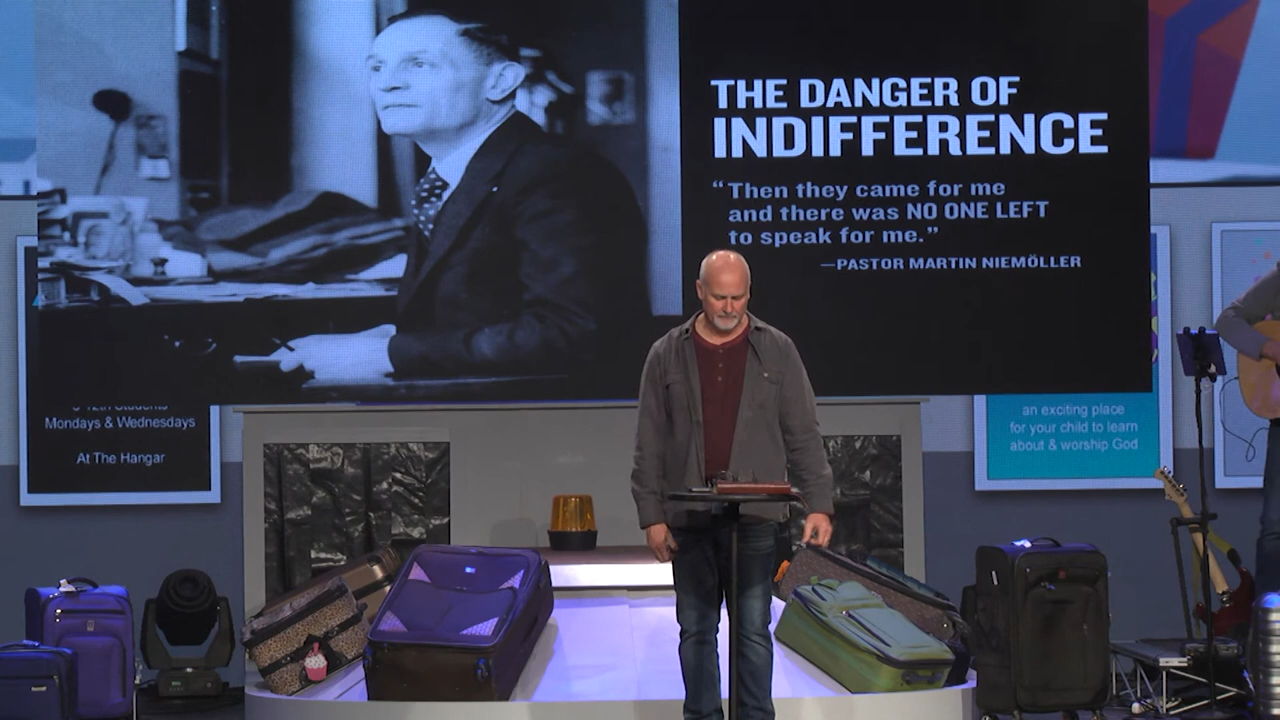 THE DANGER OF
INDIFFERENCE
“Then they came for me
and there was NO ONE LEFT
to speak for me.”
—PASTOR MARTIN NIEMÖLLER
Students
Mondays & Wednesdays
At The Hangar
an exciting place
for your child to learn
about & worship God